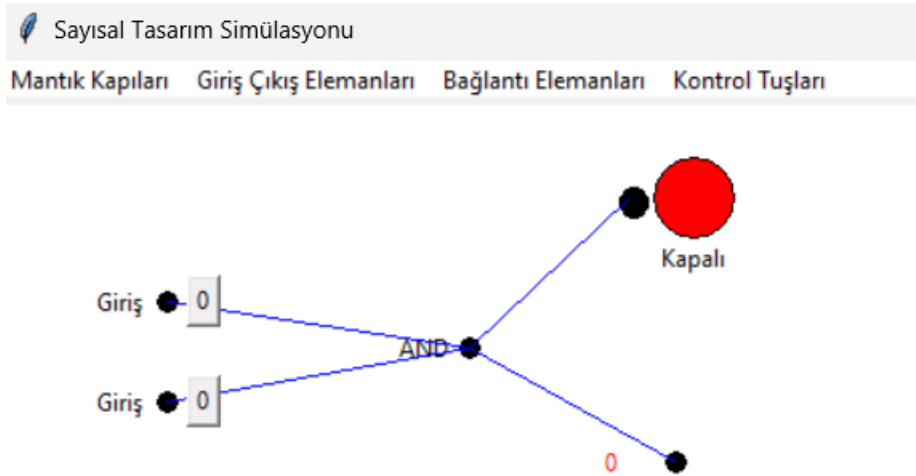 Sayısal Tasarım Simülasyonu
Mantık Kapıları Giriş Çıkış Elemanları Bağlantı Elemanları Kontrol Tuşları
Kapalı
Giriş 0
AND
Giriş 0
0